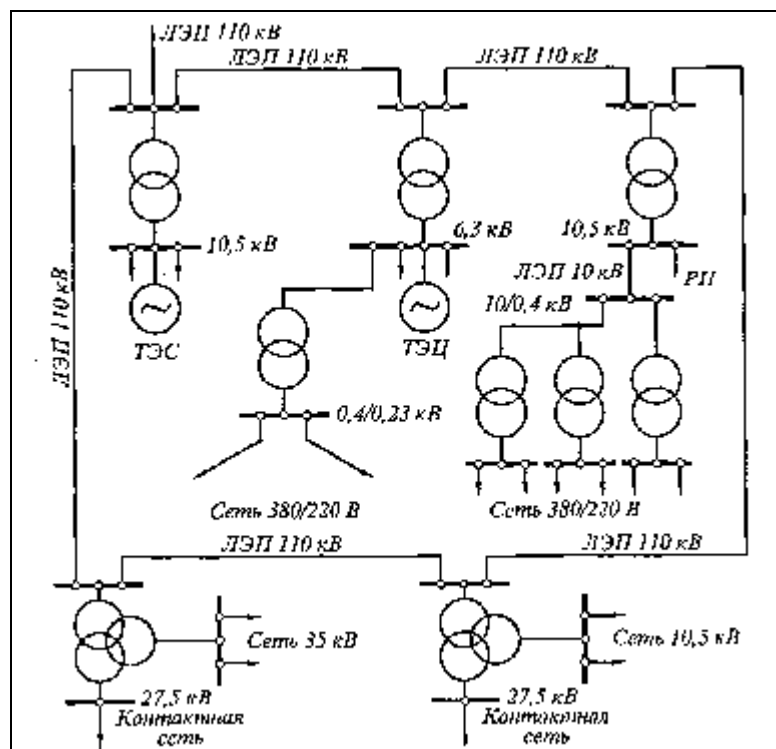 ЛЭП 110 кВ
ЛЭП 110 кВ
ЛЭП 110 кВ
10,5 кВ
6,3 кВ
10,5 кВ
ЛЭП 10 кВ
РП
10/0,4 кВ
ТЭС
ТЭЦ
ЛЭП 110 кВ
0,4/0,23 кВ
Сеть 380/220 В
Сеть 380/220 В
ЛЭП 110 кВ
ЛЭП 110 кВ
Сеть 35 кВ
Сеть 10,5 кВ
27,5 кВ
Контактная
сеть
27,5 кВ
Контактная
сеть